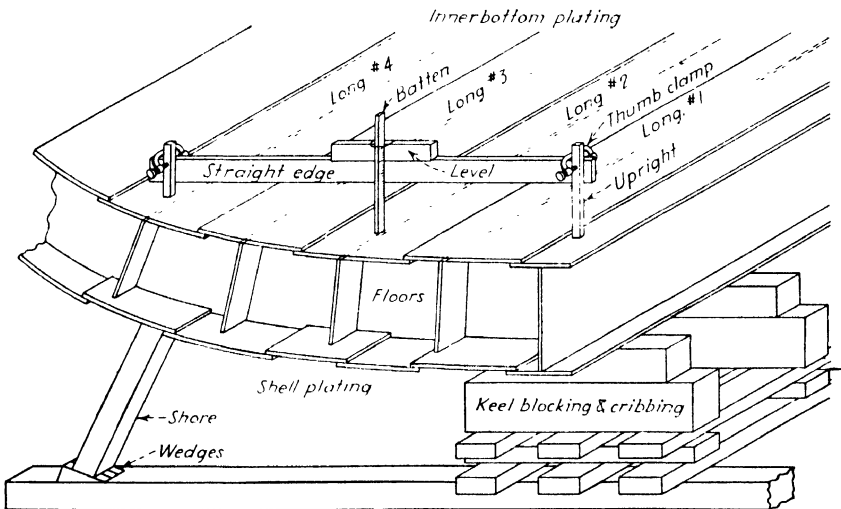 Innerbottom plating
Long #4
Batten
Long #3
Long #2
Thumb clamp
Long. #1
Straight edge
Level
Upright
Floors
Shell plating
Keel blocking & cribbing
Shore
Wedges